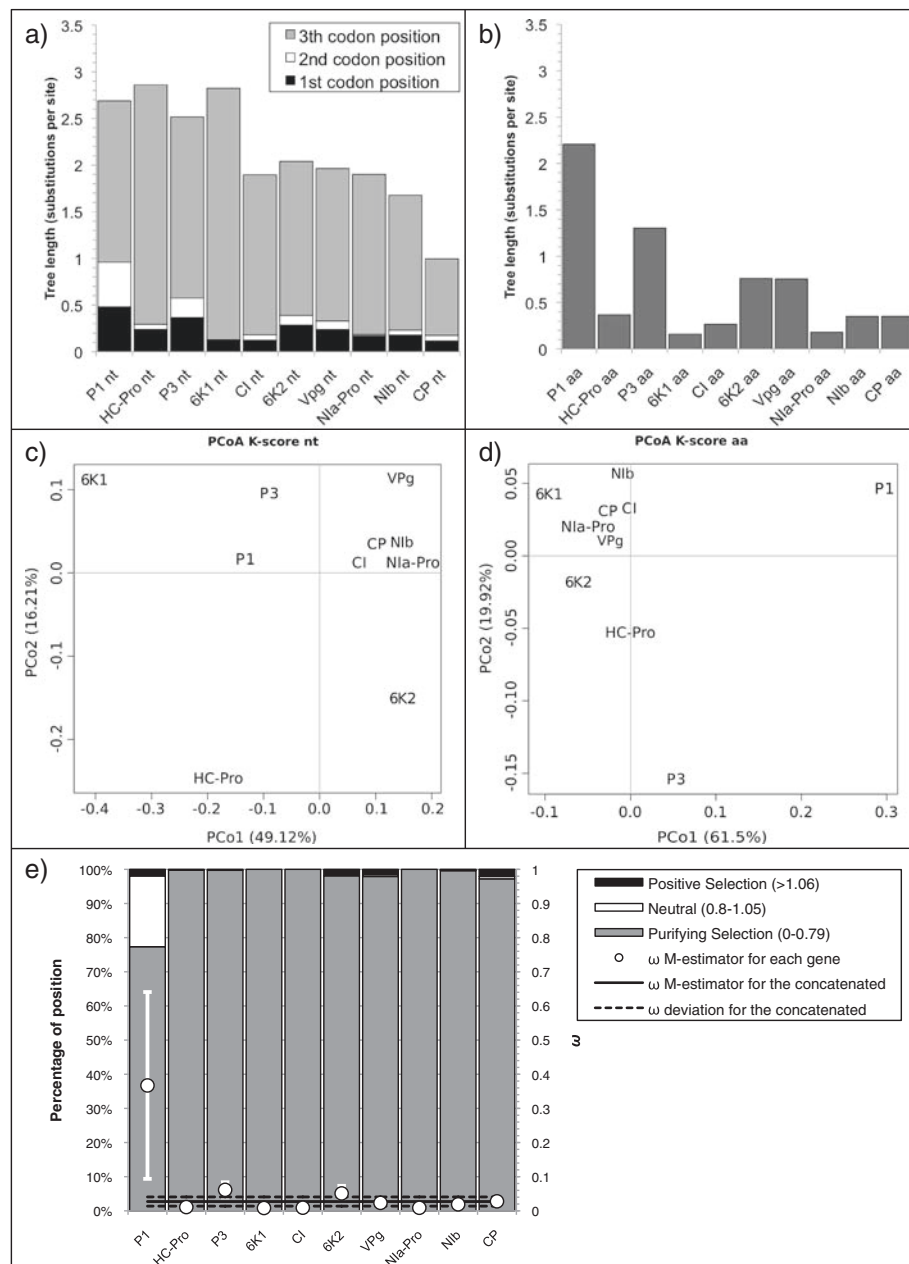 a)
3.5
3
2.5
2
1.5
1
0.5
0
Tree length (substitutions per site)
3th codon position
2nd codon position
1st codon position
P1 nt
HC-Pro nt
P3 nt
6K1 nt
CI nt
6K2 nt
Vpg nt
NIa-Pro nt
NIb nt
CP nt
b)
3.5
3
2.5
2
1.5
1
0.5
0
Tree length (substitutions per site)
P1 aa
HC-Pro aa
P3 aa
6K1 aa
CI aa
6K2 aa
Vpg aa
NIa-Pro aa
NIb aa
CP aa
c)
PCoA K-score nt
PCo2 (16.21%)
0.1
0.0
-0.1
-0.2
6K1
P3
VPg
P1
CP
NIb
CI
NIa-Pro
6K2
HC-Pro
-0.4
-0.3
-0.2
-0.1
0.0
0.1
0.2
PCo1 (49.12%)
d)
PCoA K-score aa
PCo2 (19.92%)
0.05
0.00
-0.05
-0.10
-0.15
NIb
6K1
P1
CP
CI
NIa-Pro
VPg
6K2
HC-Pro
P3
-0.1
0.0
0.1
0.2
0.3
PCo1 (61.5%)
e)
Percentage of position
100%
90%
80%
70%
60%
50%
40%
30%
20%
10%
0%
1
0.9
0.8
0.7
0.6
0.5
0.4
0.3
0.2
0.1
0
ω
P1
HC-Pro
P3
6K1
CI
6K2
VPg
NIa-Pro
NIb
CP
Positive Selection (>1.06)
Neutral (0.8-1.05)
Purifying Selection (0-0.79)
ω M-estimator for each gene
ω M-estimator for the concatenated
ω deviation for the concatenated